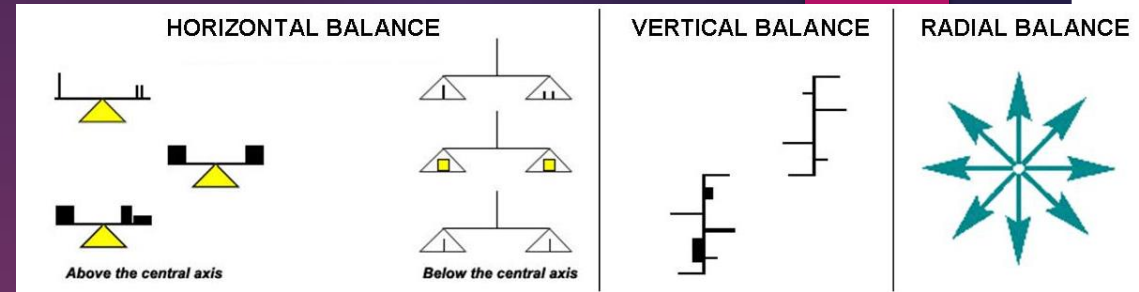 HORIZONTAL BALANCE
VERTICAL BALANCE
RADIAL BALANCE
Above the central axis
Below the central axis